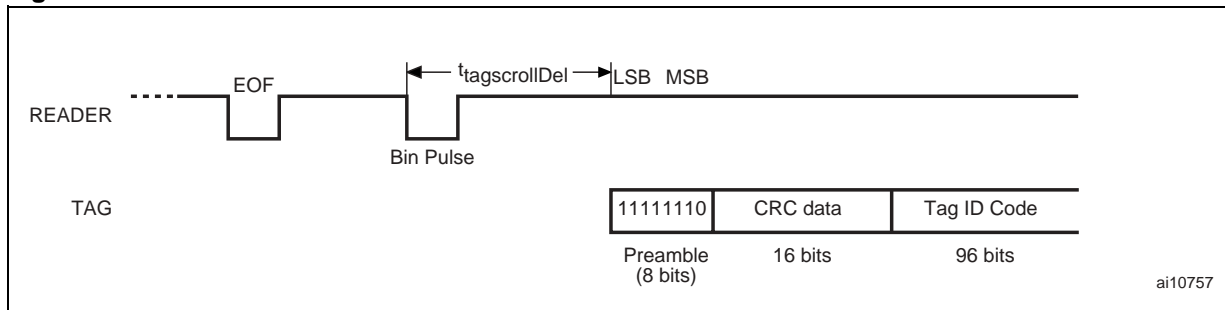 EOF
t tagscrollDel
LSB MSB
READER
Bin Pulse
TAG
11111110
CRC data
Tag ID Code
Preamble
(8 bits)
16 bits
96 bits
ai10757